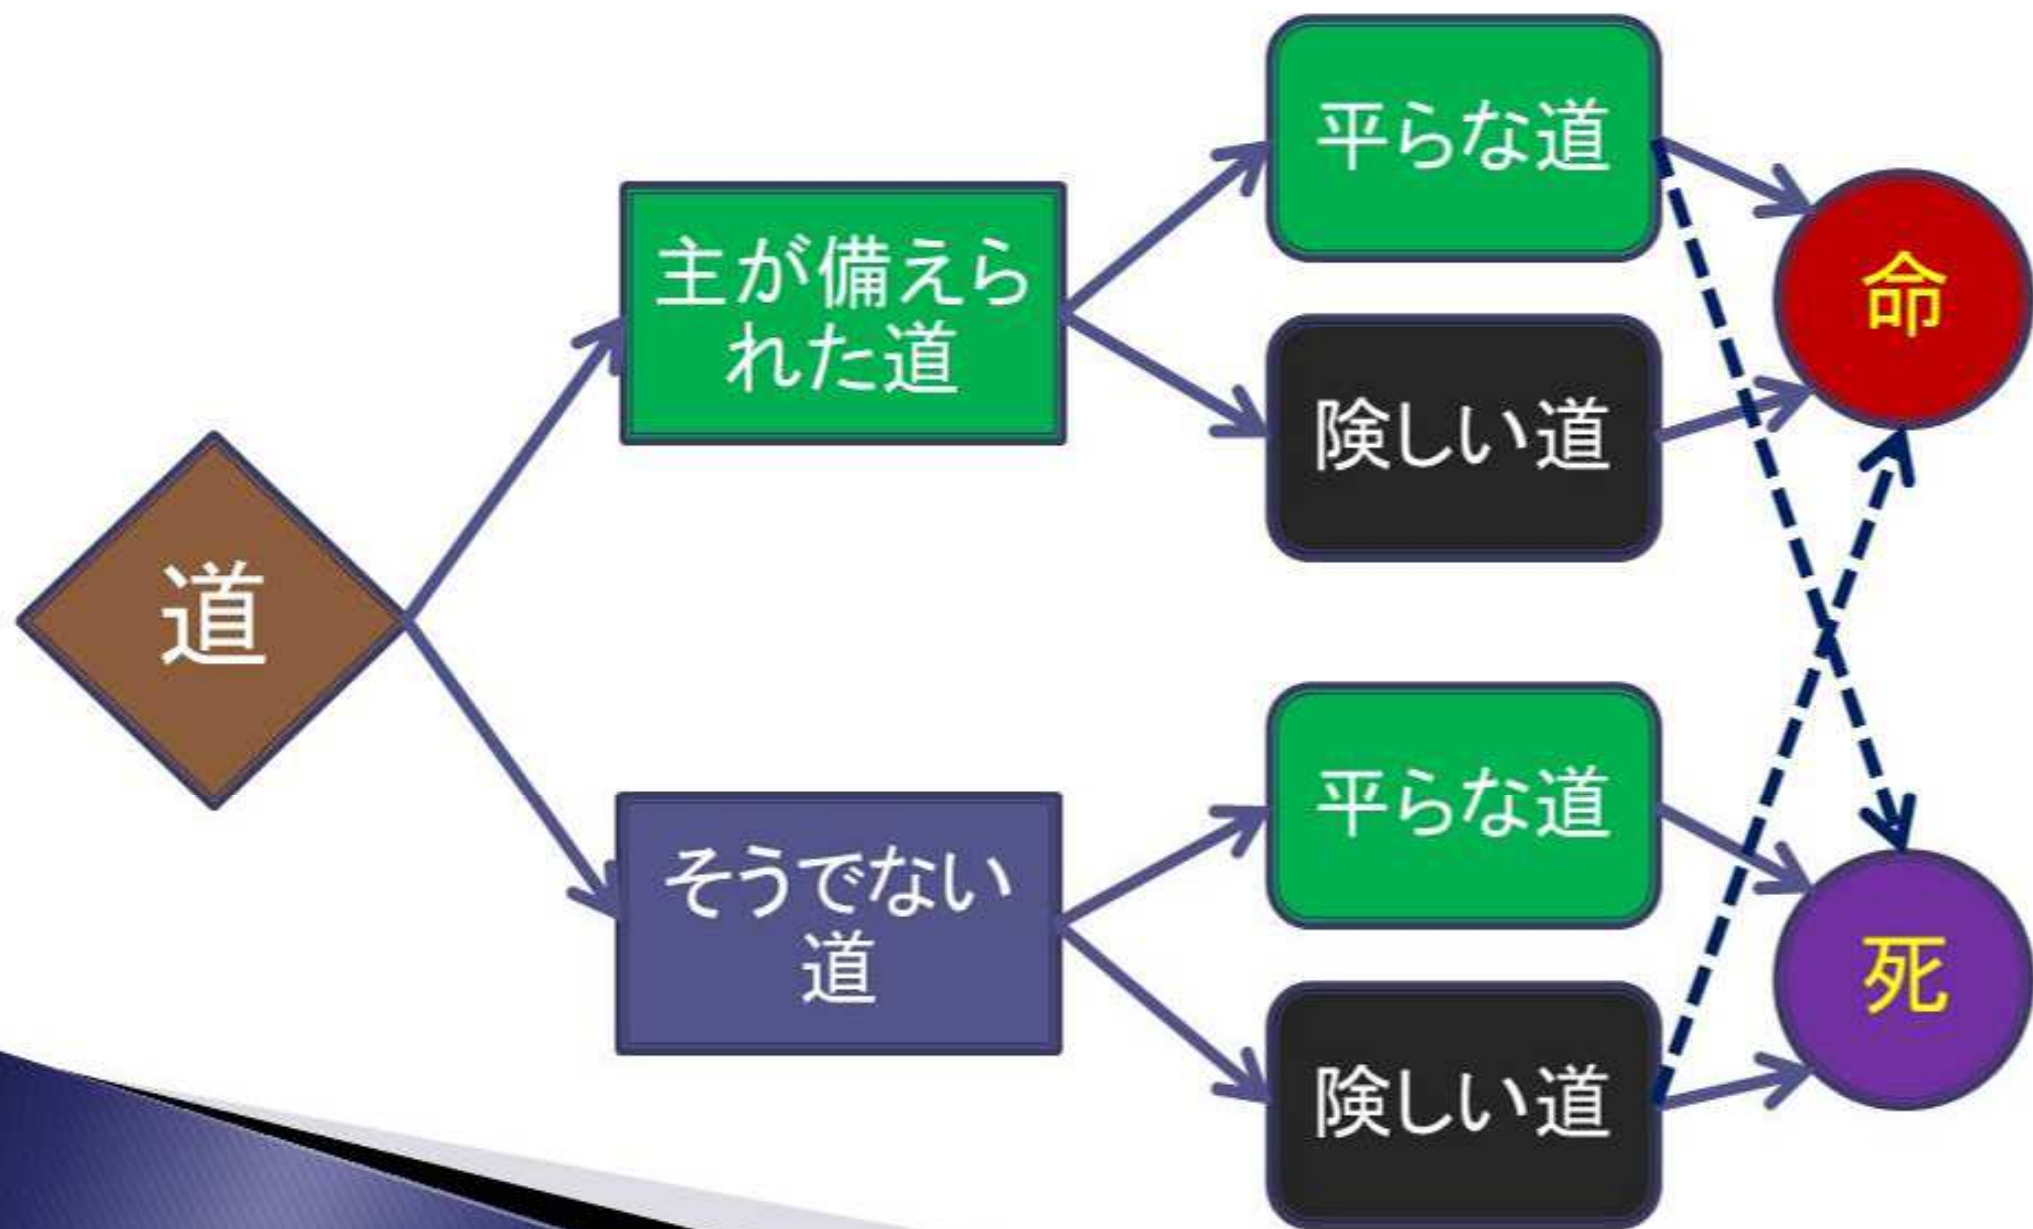 道
主が備えら
れた道
そうでない
道
平らな道
険しい道
平らな道
険しい道
命
死